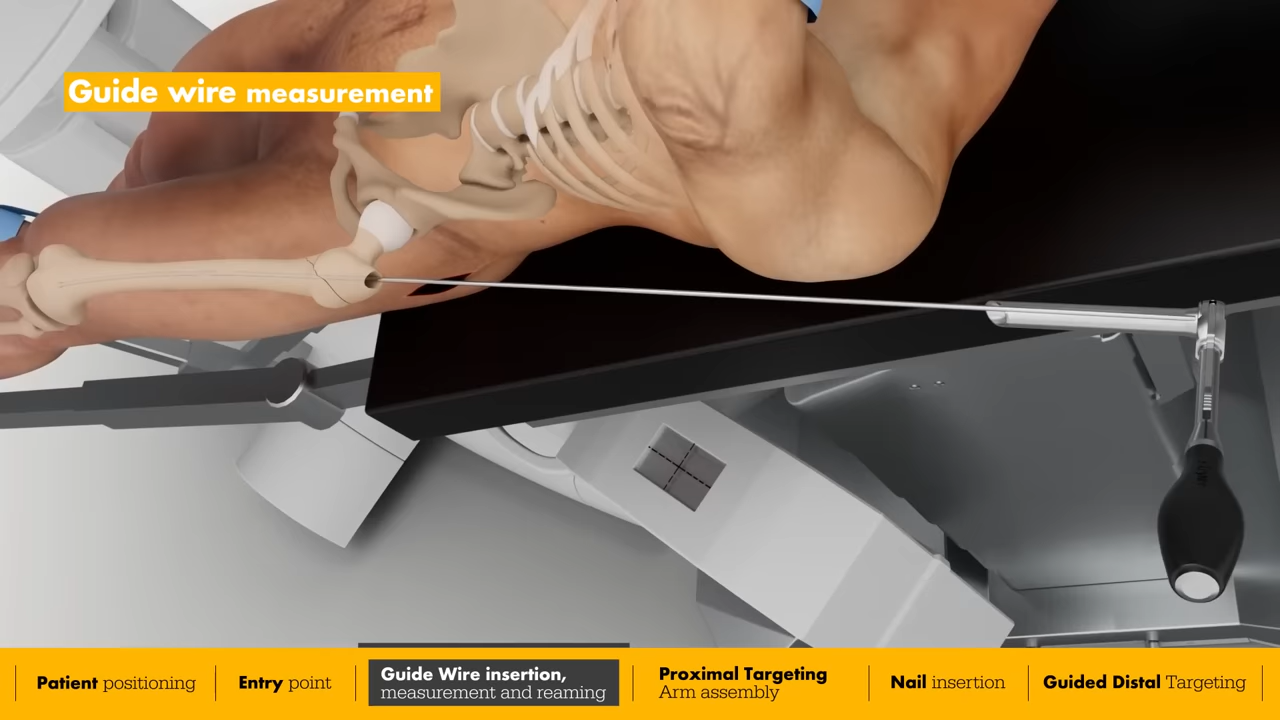 Guide wire measurement
Patient positioning
Entry point
Guide Wire insertion,
measurement and reaming
Proximal Targeting
Arm assembly
Nail insertion
Guided Distal Targeting